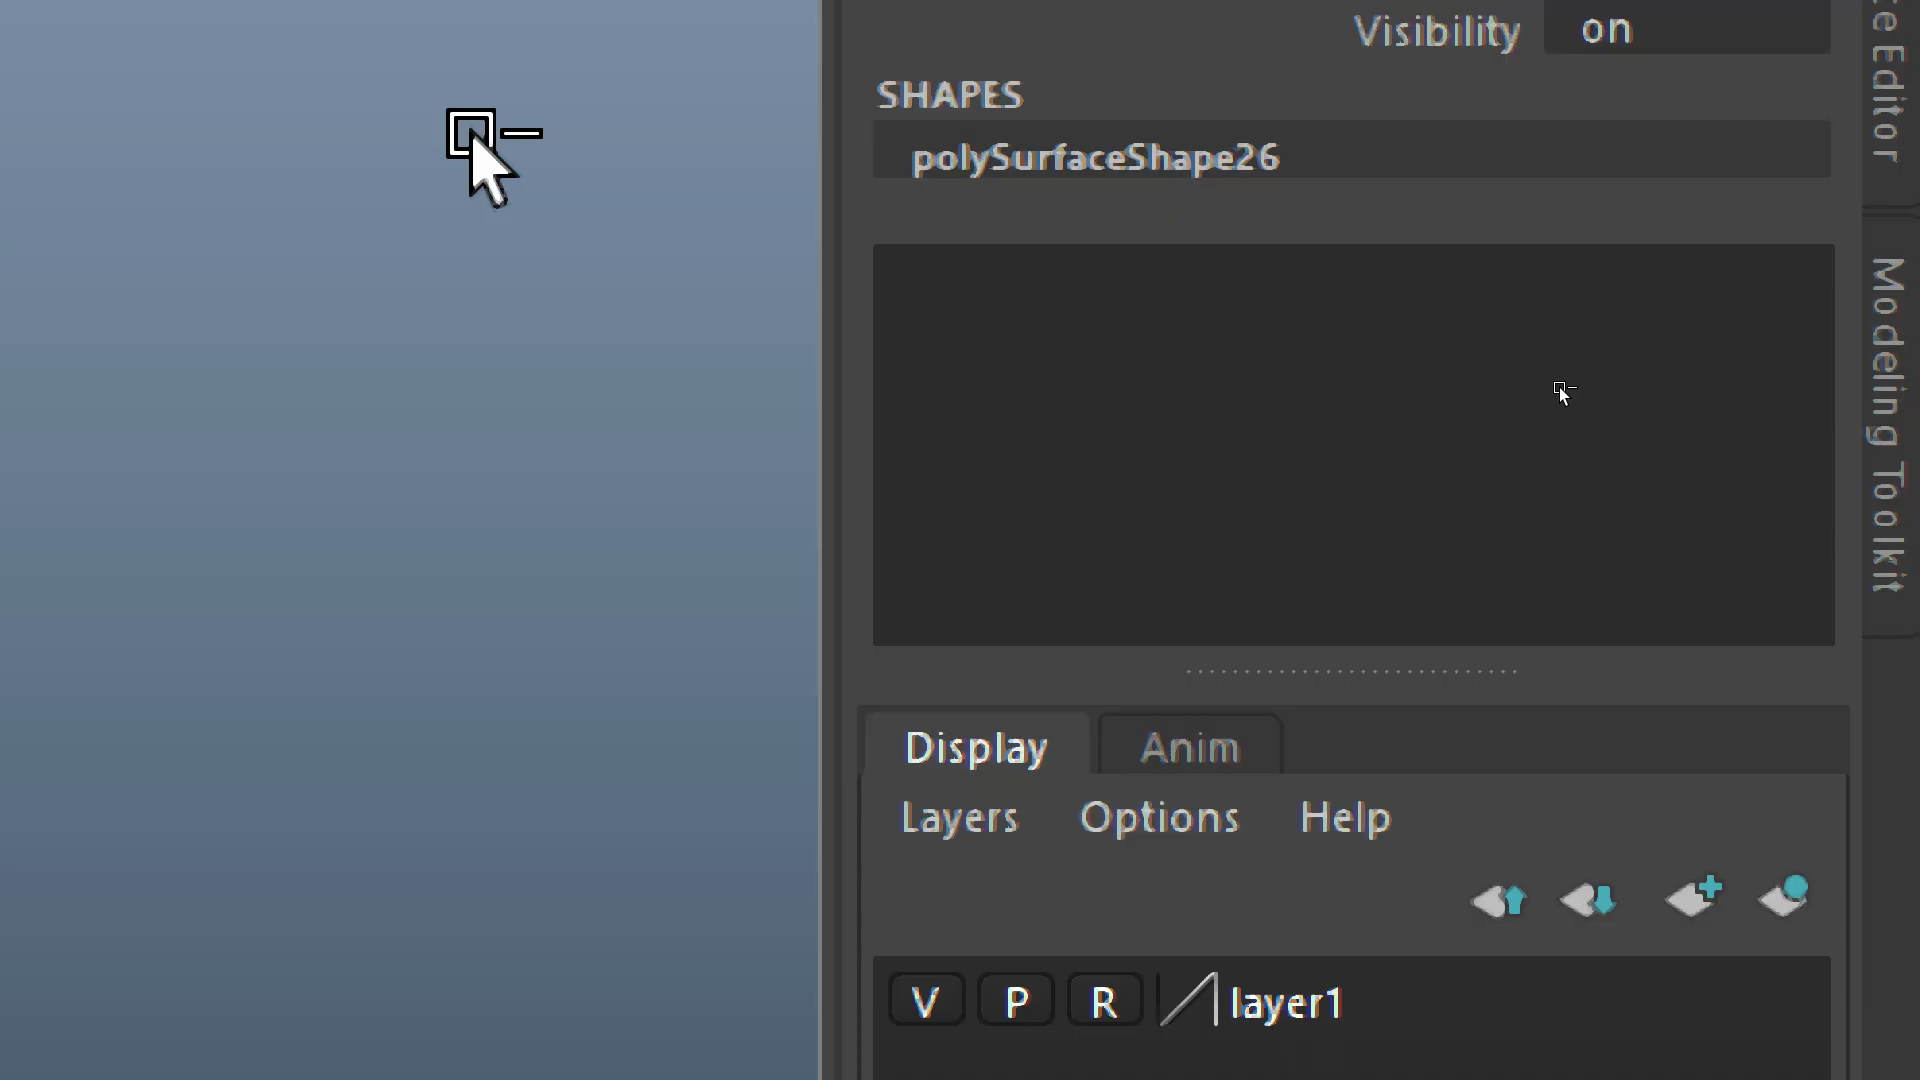 Visibility on
SHAPES
polySurfaceShape26
Display Anim
Layers Options Help
V P R layer1
Editor
Modeling Toolkit